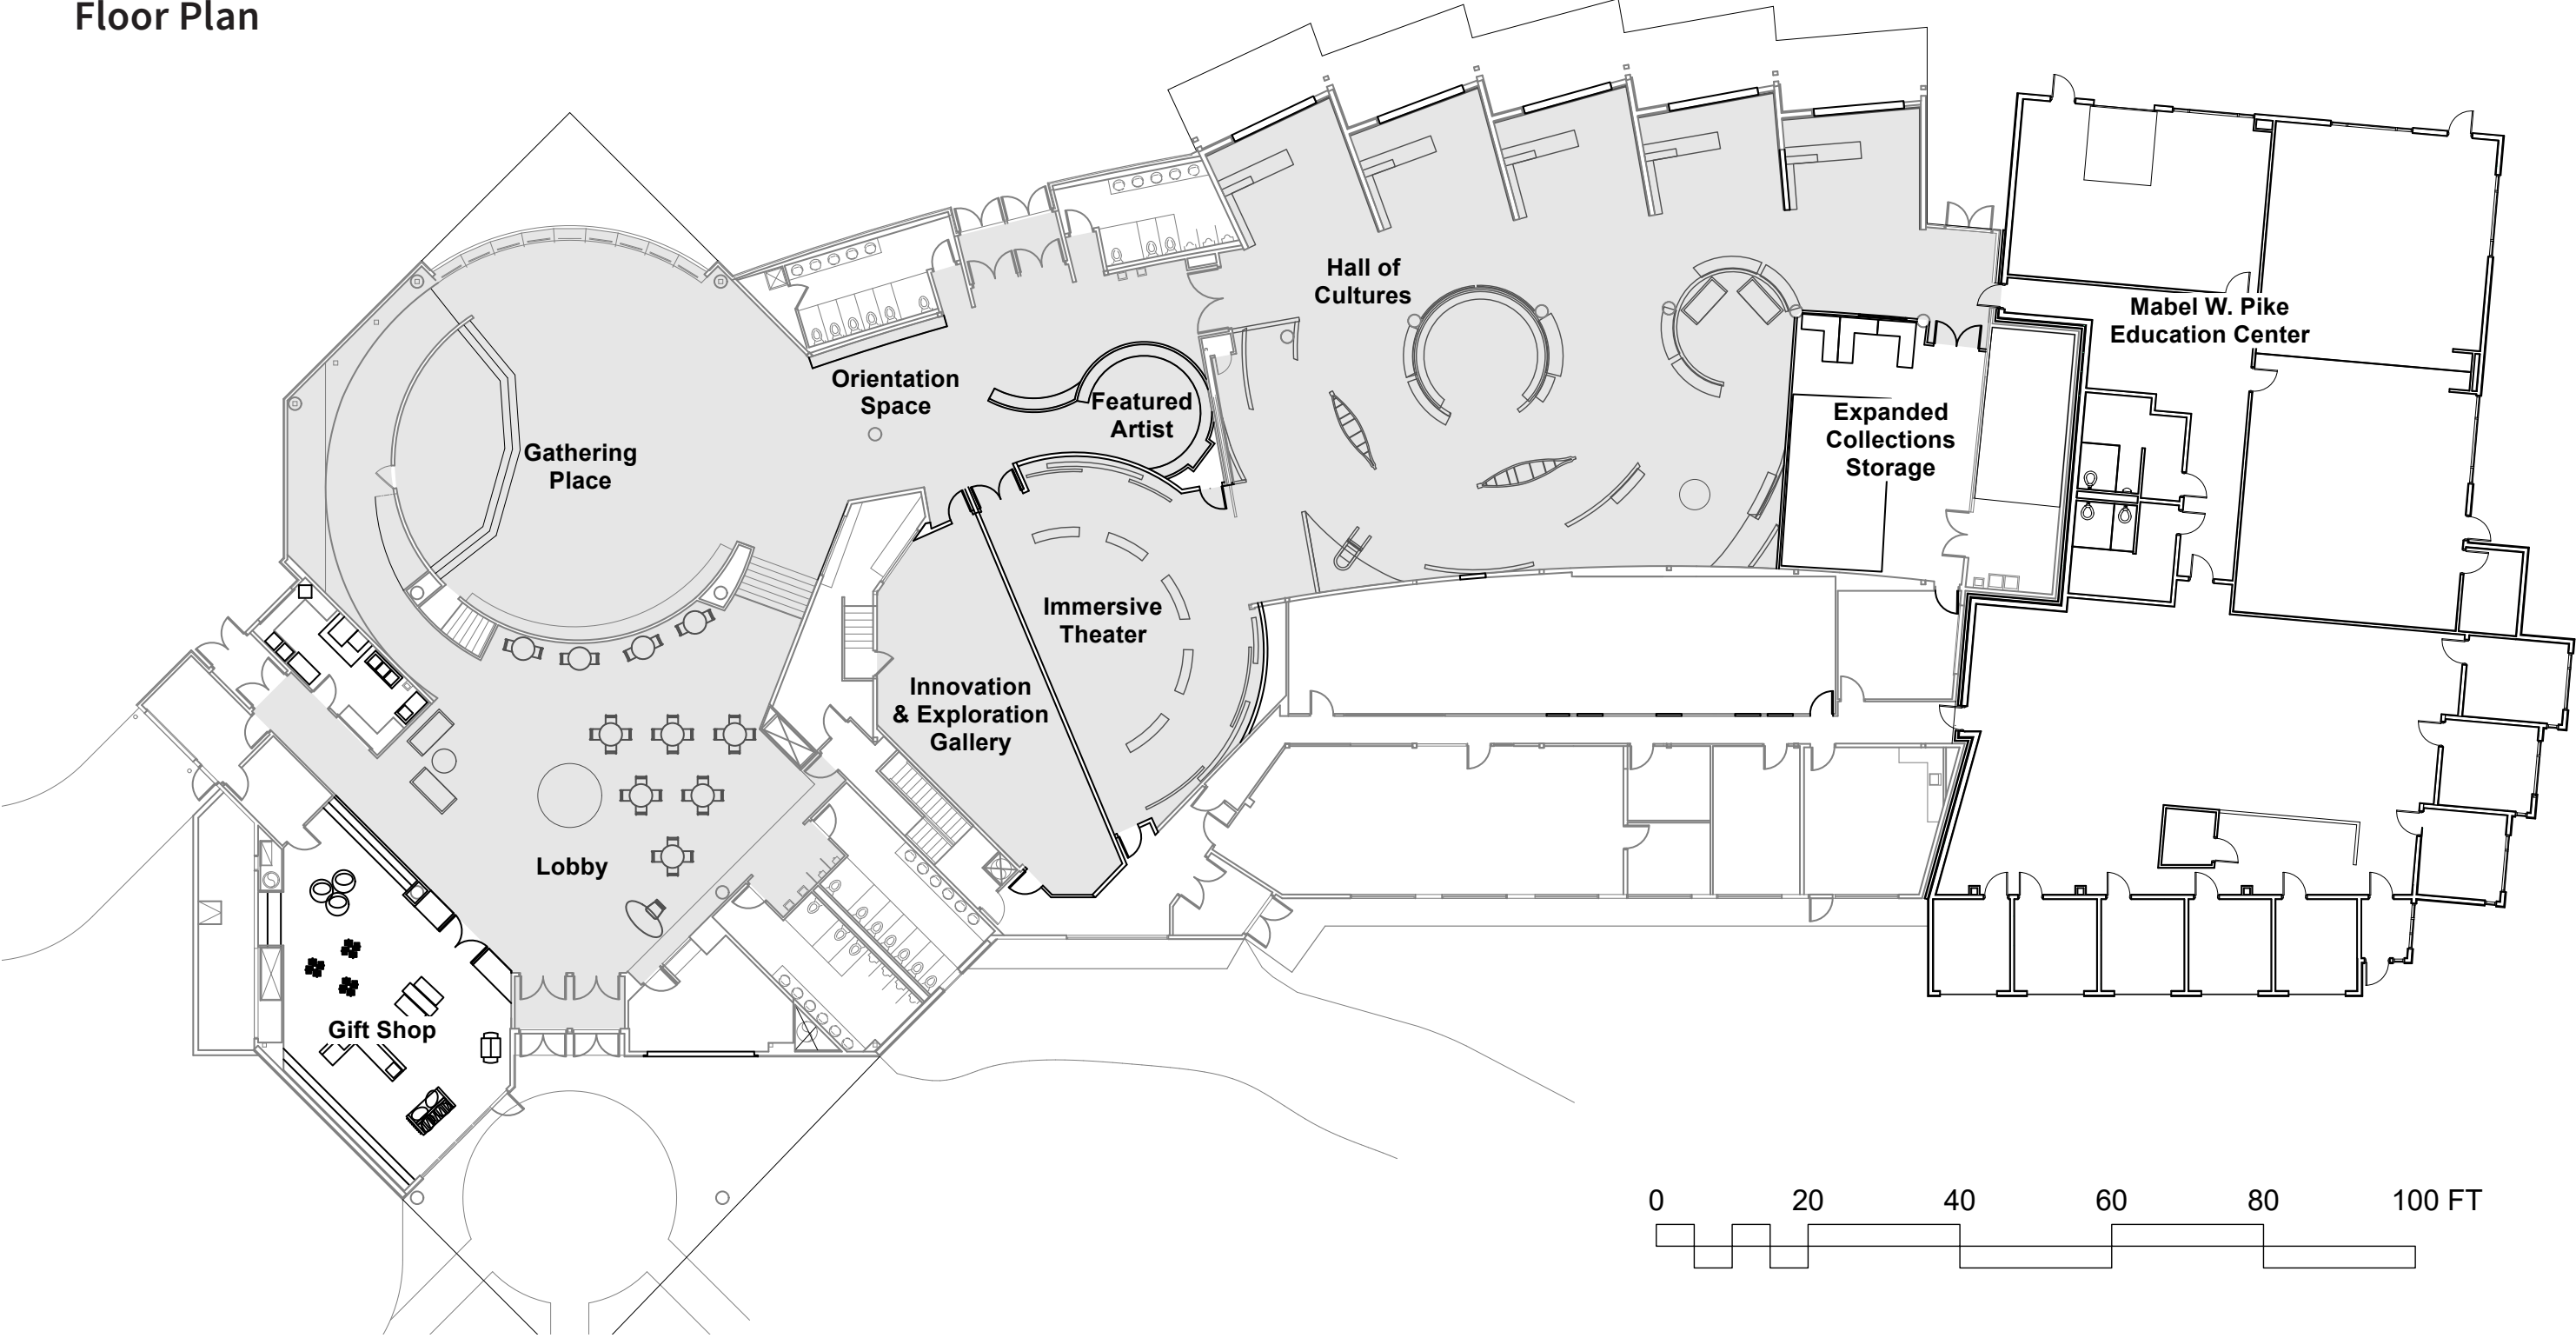 Floor Plan
Hall of
Cultures
Mabel W. Pike
Education Center
Orientation
Space
Featured
Artist
Expanded
Collections
Storage
Gathering
Place
Immersive
Theater
Innovation
& Exploration
Gallery
Lobby
Gift Shop
0 20 40 60 80 100 FT